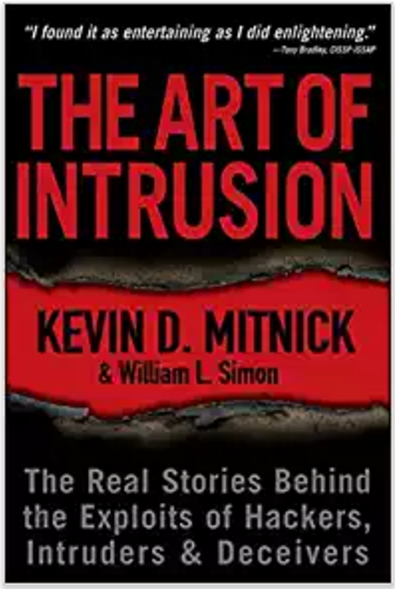 "I found it as entertaining as I did enlightening."
—Tony Bradley, CISSP-ISSAP
THE ART OF
INTRUSION
KEVIN D. MITNICK
& William L. Simon
The Real Stories Behind
the Exploits of Hackers,
Intruders & Deceivers